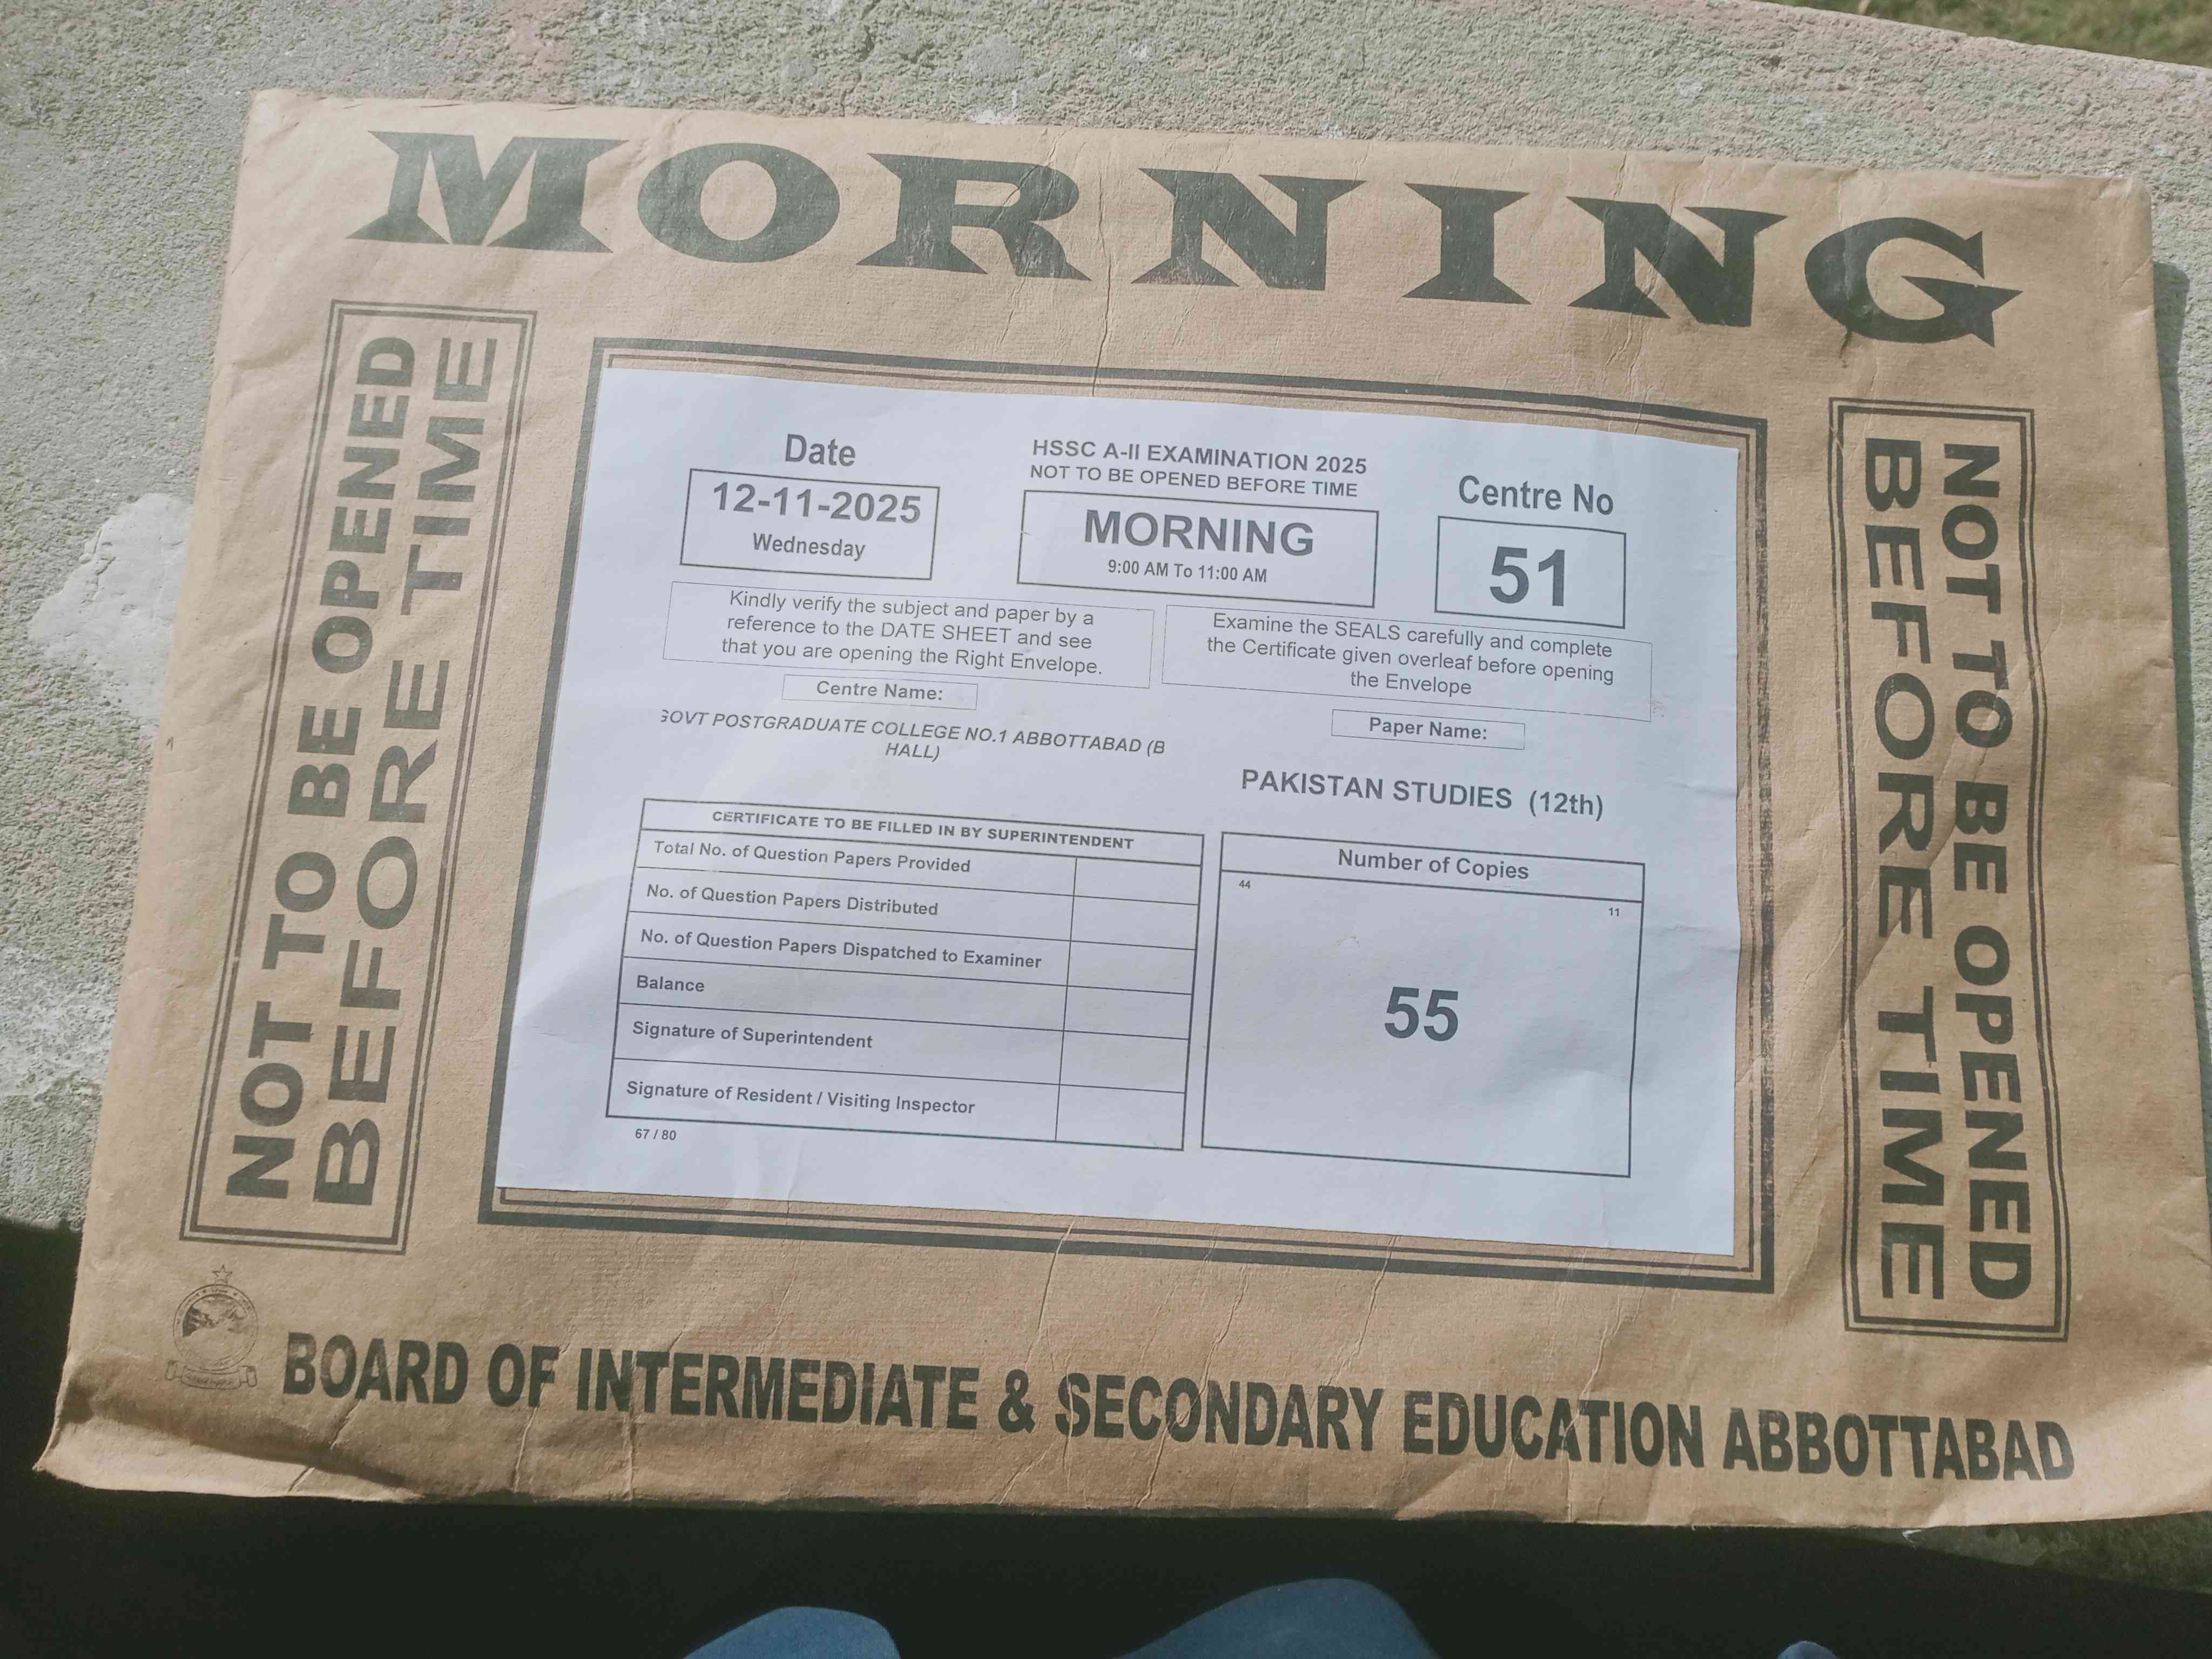 MORNING
NOT TO BE OPENED
BEFORE TIME
Date
12-11-2025
Wednesday
HSSC A-II EXAMINATION 2025
NOT TO BE OPENED BEFORE TIME
MORNING
9:00 AM To 11:00 AM
Centre No
51
Kindly verify the subject and paper by a
reference to the DATE SHEET and see
that you are opening the Right Envelope.
Examine the SEALS carefully and complete
the Certificate given overleaf before opening
the Envelope
Centre Name:
GOVT POSTGRADUATE COLLEGE NO.1 ABBOTTABAD (B
HALL)
Paper Name:
PAKISTAN STUDIES (12th)
CERTIFICATE TO BE FILLED IN BY SUPERINTENDENT
Total No. of Question Papers Provided
No. of Question Papers Distributed
No. of Question Papers Dispatched to Examiner
Balance
Signature of Superintendent
Signature of Resident / Visiting Inspector
67 / 80
Number of Copies
44
11
55
NOT TO BE OPENED
BEFORE TIME
BOARD OF INTERMEDIATE & SECONDARY EDUCATION ABBOTTABAD